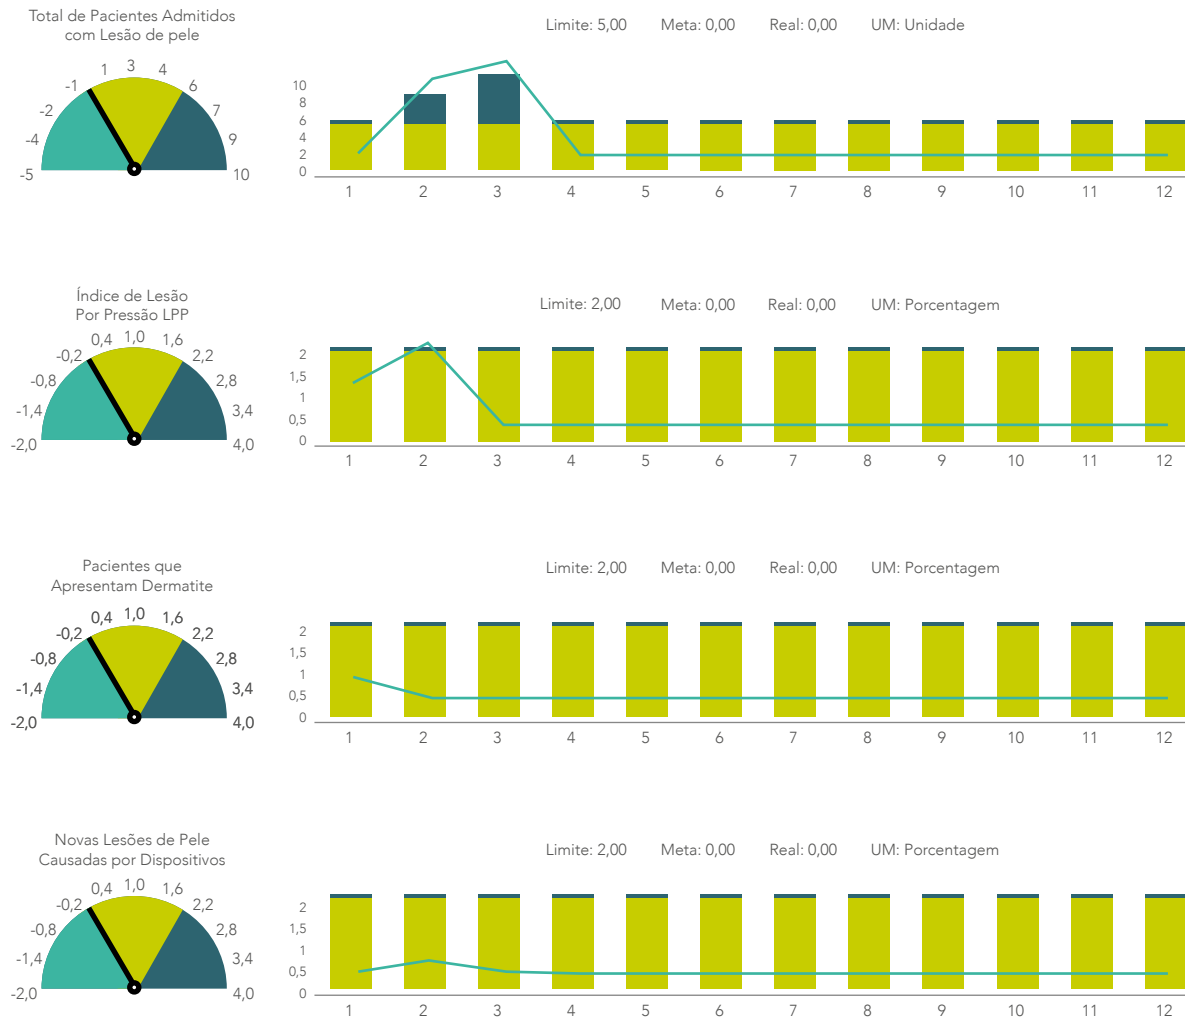 Total de Pacientes Admitidos
com Lesão de pele
Limite: 5,00 Meta: 0,00 Real: 0,00 UM: Unidade
-5 -4 -2 -1 1 3 4 6 7 9 10
10
8
6
4
2
0
1 2 3 4 5 6 7 8 9 10 11 12
Índice de Lesão
Por Pressão LPP
Limite: 2,00 Meta: 0,00 Real: 0,00 UM: Porcentagem
-2,0 -1,4 -0,8 -0,2 0,4 1,0 1,6 2,2 2,8 3,4 4,0
2
1,5
1
0,5
0
1 2 3 4 5 6 7 8 9 10 11 12
Pacientes que
Apresentam Dermatite
Limite: 2,00 Meta: 0,00 Real: 0,00 UM: Porcentagem
-2,0 -1,4 -0,8 -0,2 0,4 1,0 1,6 2,2 2,8 3,4 4,0
2
1,5
1
0,5
0
1 2 3 4 5 6 7 8 9 10 11 12
Novas Lesões de Pele
Causadas por Dispositivos
Limite: 2,00 Meta: 0,00 Real: 0,00 UM: Porcentagem
-2,0 -1,4 -0,8 -0,2 0,4 1,0 1,6 2,2 2,8 3,4 4,0
2
1,5
1
0,5
0
1 2 3 4 5 6 7 8 9 10 11 12